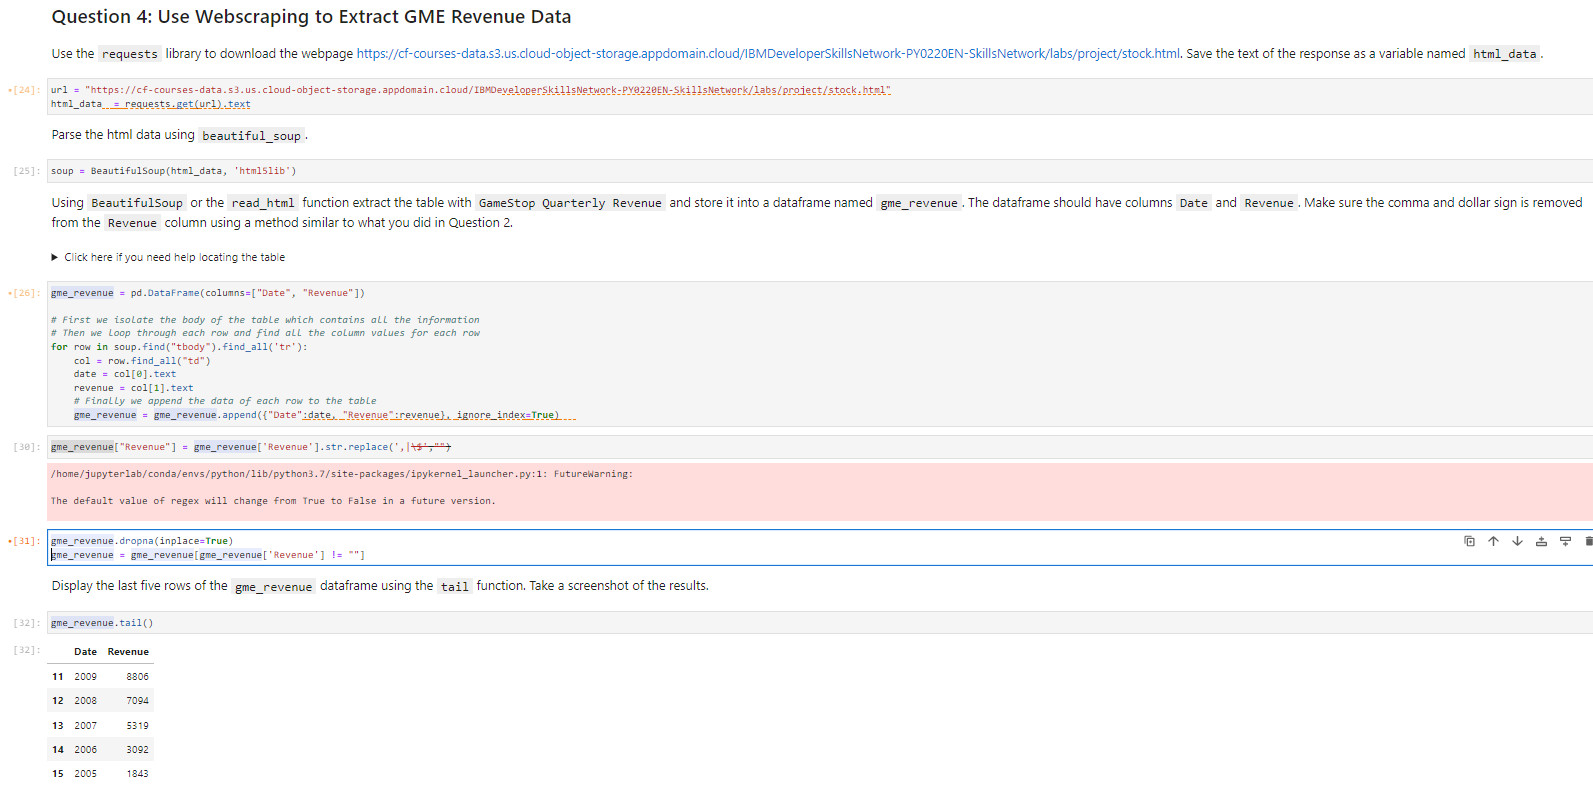 Question 4: Use Webscraping to Extract GME Revenue Data
Use the requests library to download the webpage https://cf-courses-data.s3.us.cloud-object-storage.appdomain.cloud/IBMDeveloperSkillsNetwork-PY0220EN-SkillsNetwork/labs/project/stock.html. Save the text of the response as a variable named html_data.
[24]: url = "https://cf-courses-data.s3.us.cloud-object-storage.appdomain.cloud/IBMDeveloperSkillsNetwork-PY0220EN-SkillsNetwork/labs/project/stock.html"
html_data  = requests.get(url).text
Parse the html data using beautiful_soup.
[25]: soup = BeautifulSoup(html_data, 'html5lib')
Using BeautifulSoup or the read_html function extract the table with GameStop Quarterly Revenue and store it into a dataframe named gme_revenue. The dataframe should have columns Date and Revenue. Make sure the comma and dollar sign is removed
from the Revenue column using a method similar to what you did in Question 2.
Click here if you need help locating the table
[26]: gme_revenue = pd.DataFrame(columns=["Date", "Revenue"])
# First we isolate the body of the table which contains all the information
# Then we loop through each row and find all the column values for each row
for row in soup.find("tbody").find_all('tr'):
    col = row.find_all("td")
    date = col[0].text
    revenue = col[1].text
    # Finally we append the data of each row to the table
    gme_revenue = gme_revenue.append({"Date":date, "Revenue":revenue}, ignore_index=True)
[30]: gme_revenue["Revenue"] = gme_revenue['Revenue'].str.replace(',|\$',"")
/home/jupyterlab/conda/envs/python/lib/python3.7/site-packages/ipykernel_launcher.py:1: FutureWarning:
The default value of regex will change from True to False in a future version.
[31]: gme_revenue.dropna(inplace=True)
gme_revenue = gme_revenue[gme_revenue['Revenue'] != ""]
Display the last five rows of the gme_revenue dataframe using the tail function. Take a screenshot of the results.
[32]: gme_revenue.tail()
[32]: Date Revenue
11 2009 8806
12 2008 7094
13 2007 5319
14 2006 3092
15 2005 1843